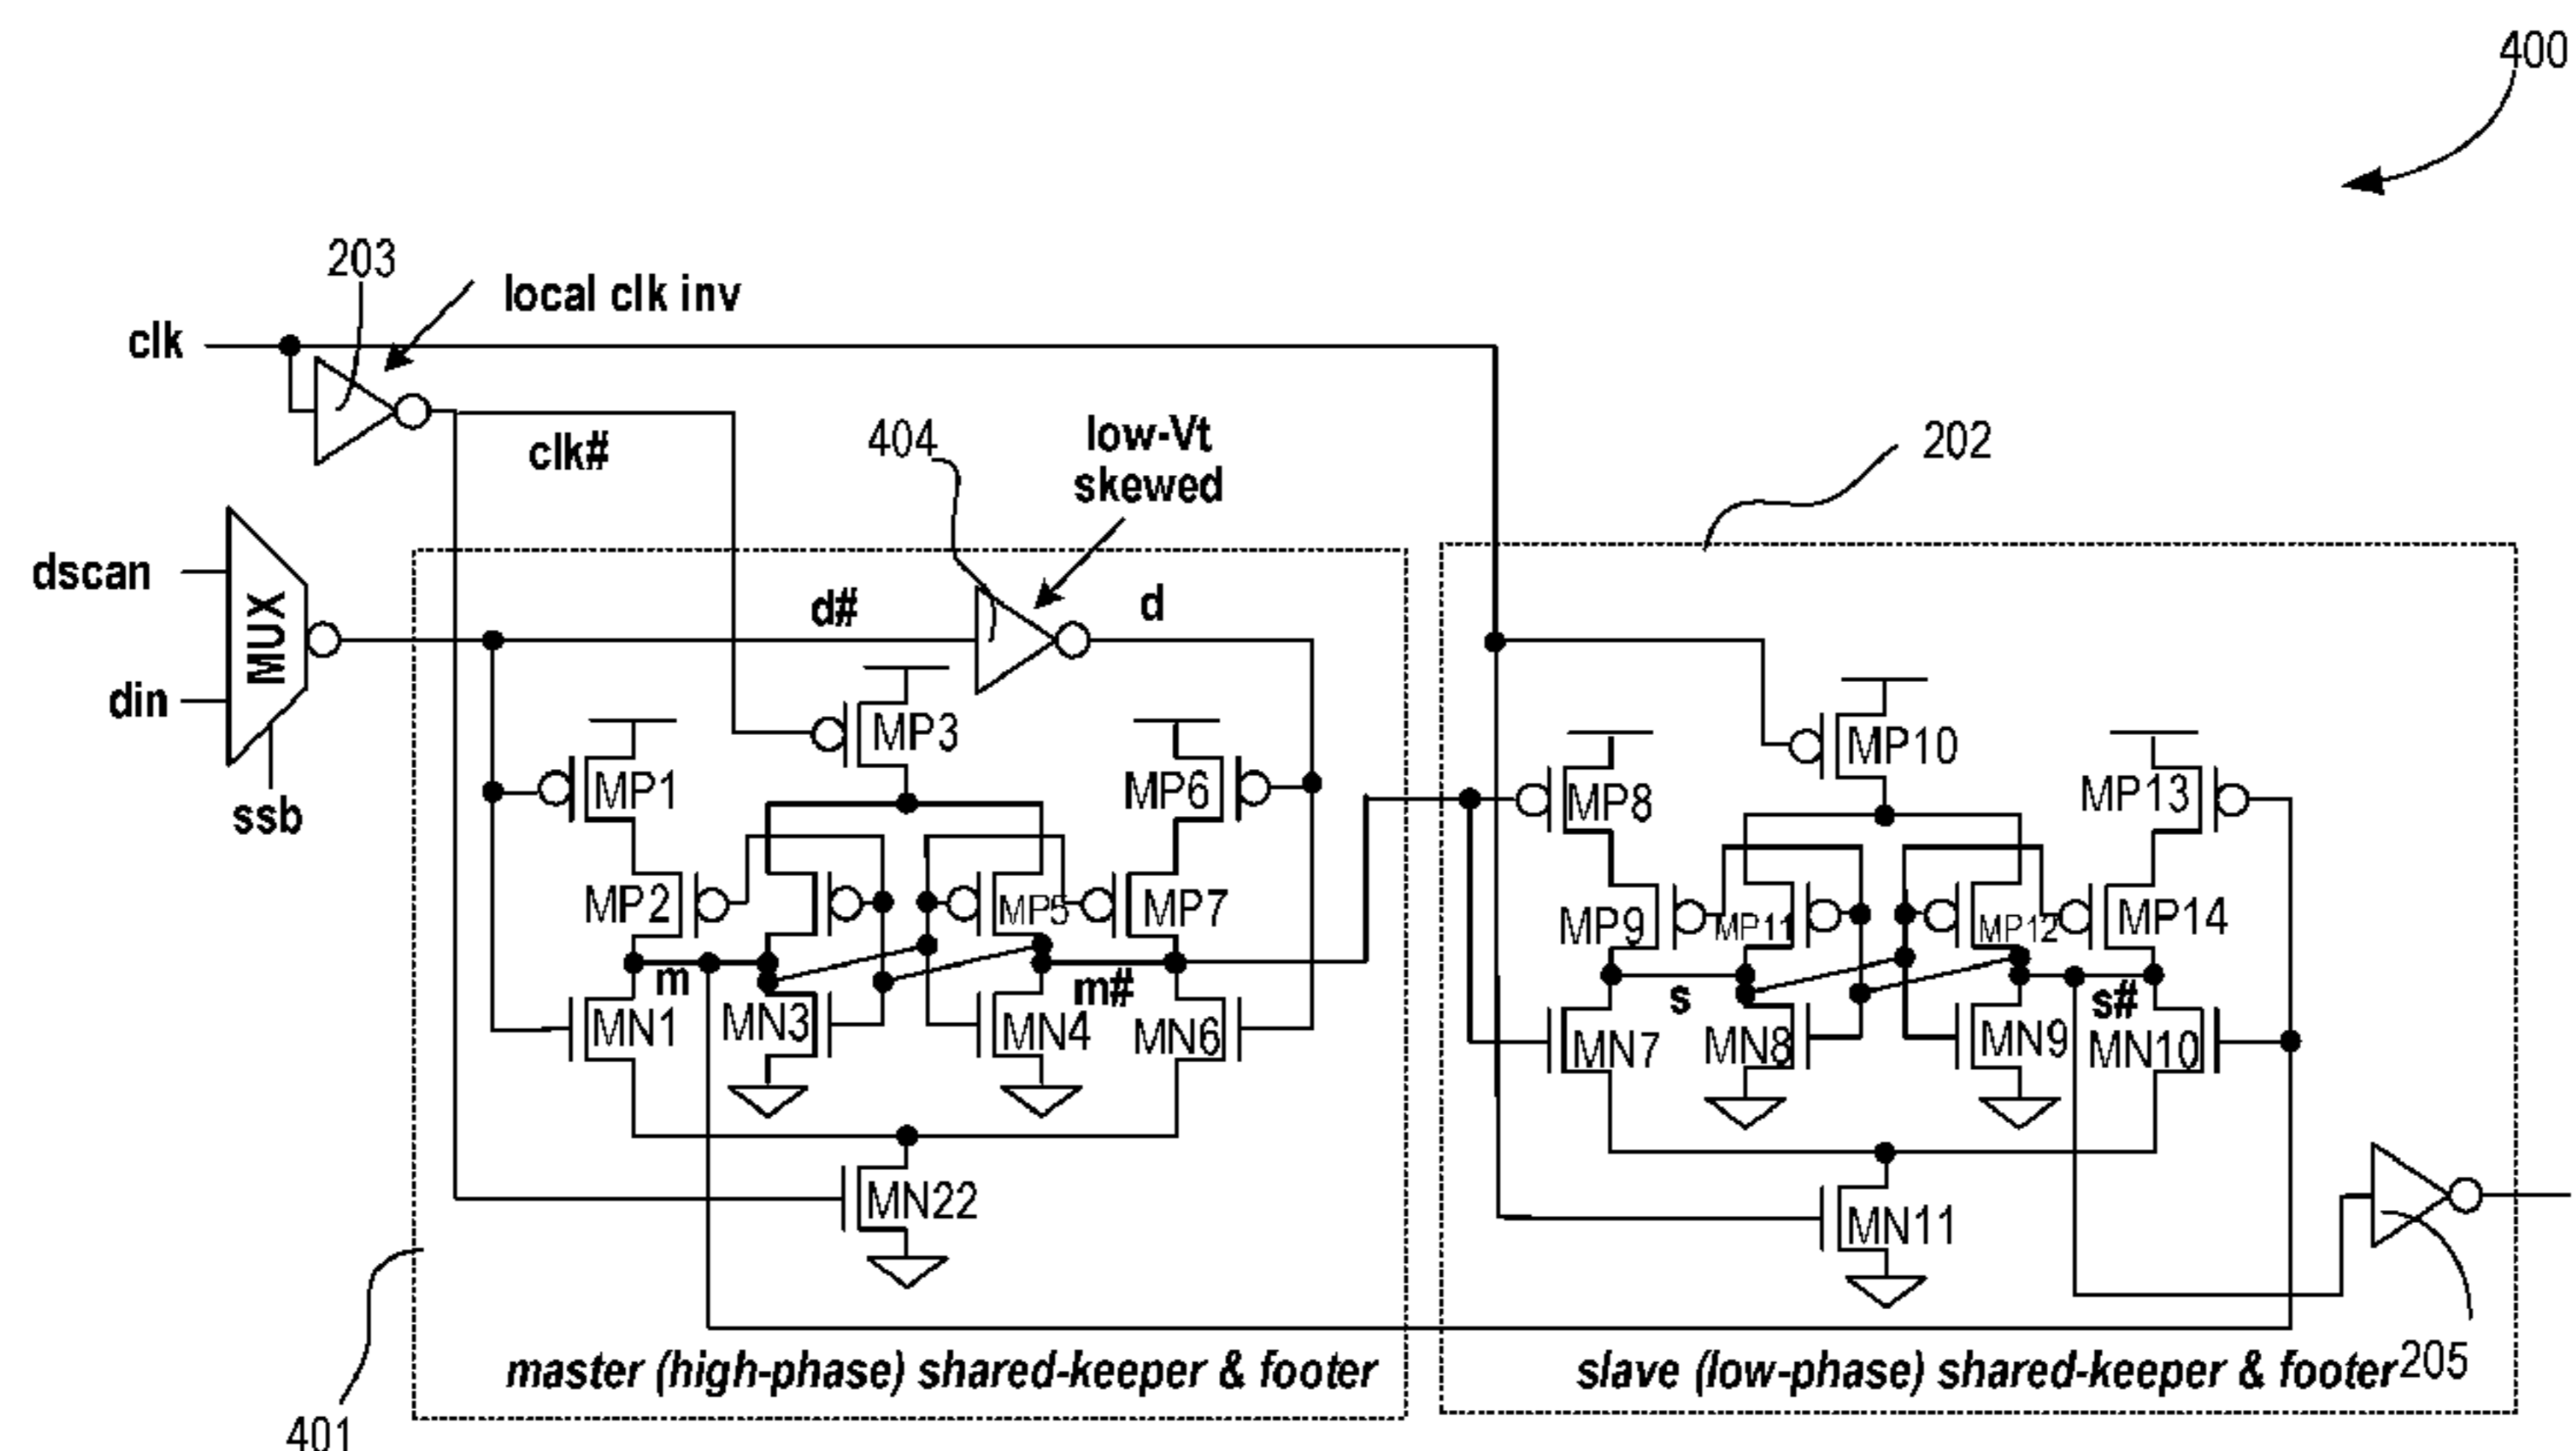 400
203
local clk inv
clk
clk#
404
low-Vt
skewed
202
dscan
MUX
din
ssb
d#
d
MP3
MP1
MP6
MP10
MP8
MP13
MP2
MP5
MP7
MP9
MP11
MP12
MP14
m
m#
s
s#
MN1
MN3
MN4
MN6
MN7
MN8
MN9
MN10
MN22
MN11
master (high-phase) shared-keeper & footer
slave (low-phase) shared-keeper & footer
205
401